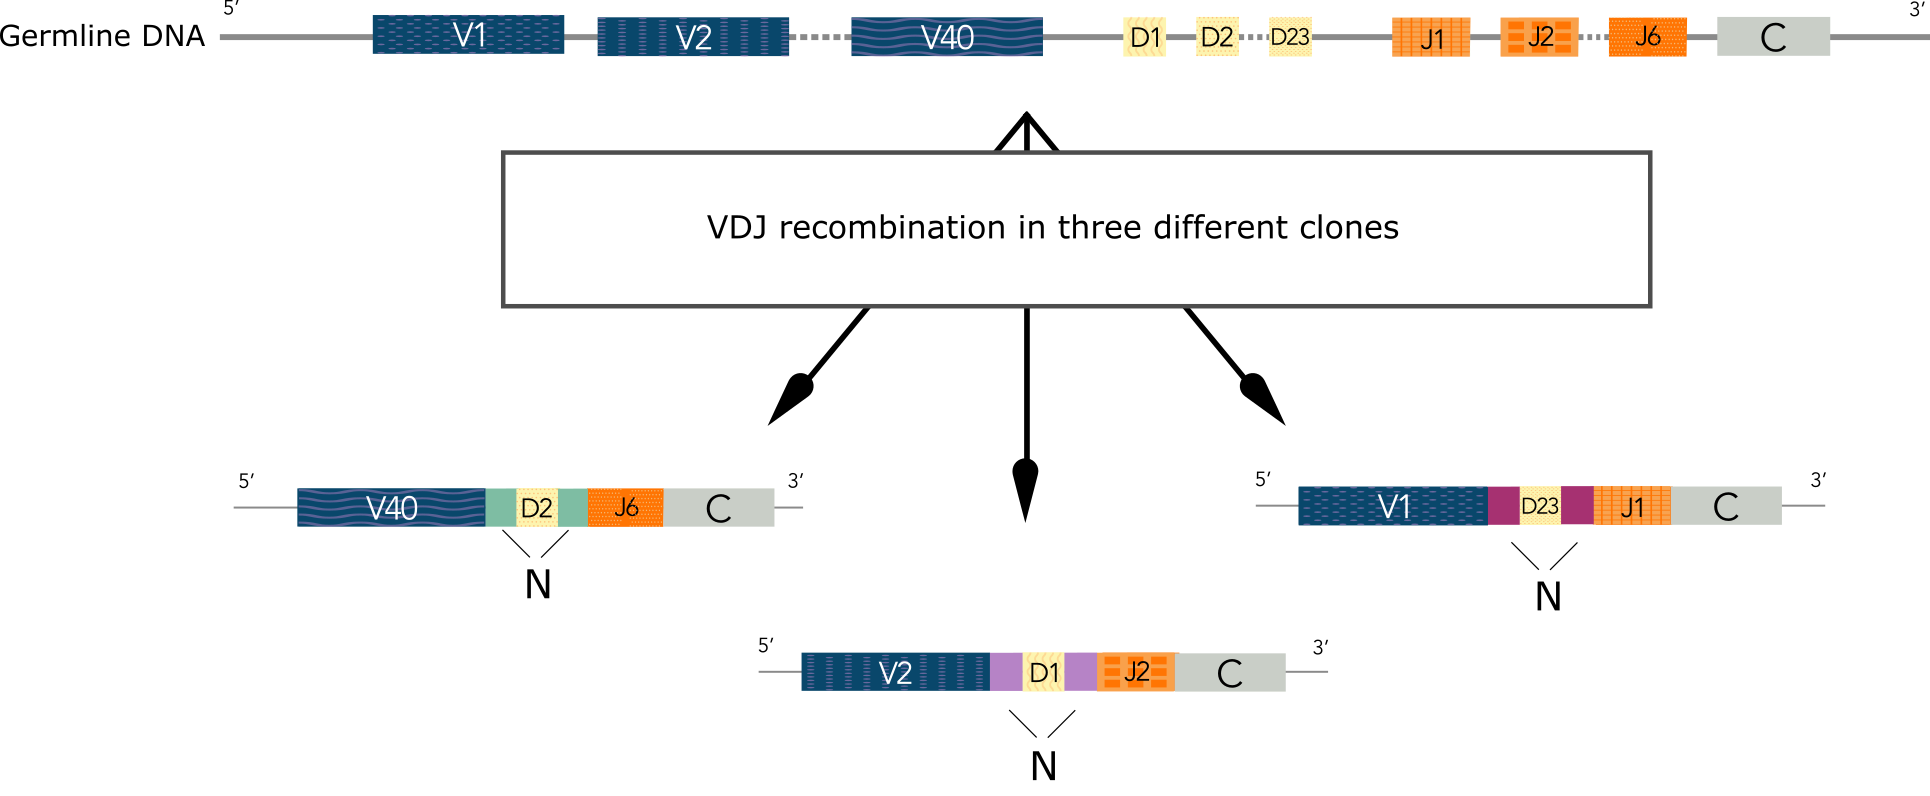 5′ 3′
Germline DNA V1 V2 V40 D1 D2 D23 J1 J2 J6 C
VDJ recombination in three different clones
5′ 3′
V40 D2 J6 C
N
5′ 3′
V1 D23 J1 C
N
5′ 3′
V2 D1 J2 C
N